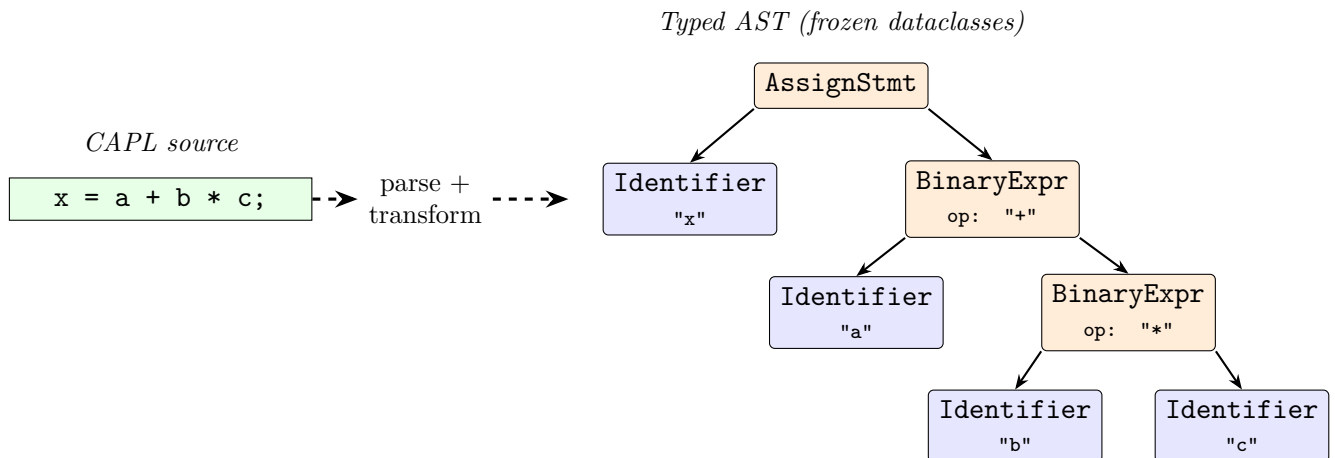 Typed AST (frozen dataclasses)
AssignStmt
CAPL source
x = a + b * c;
parse +
transform
Identifier
"x"
BinaryExpr
op: "+"
Identifier
"a"
BinaryExpr
op: "*"
Identifier
"b"
Identifier
"c"